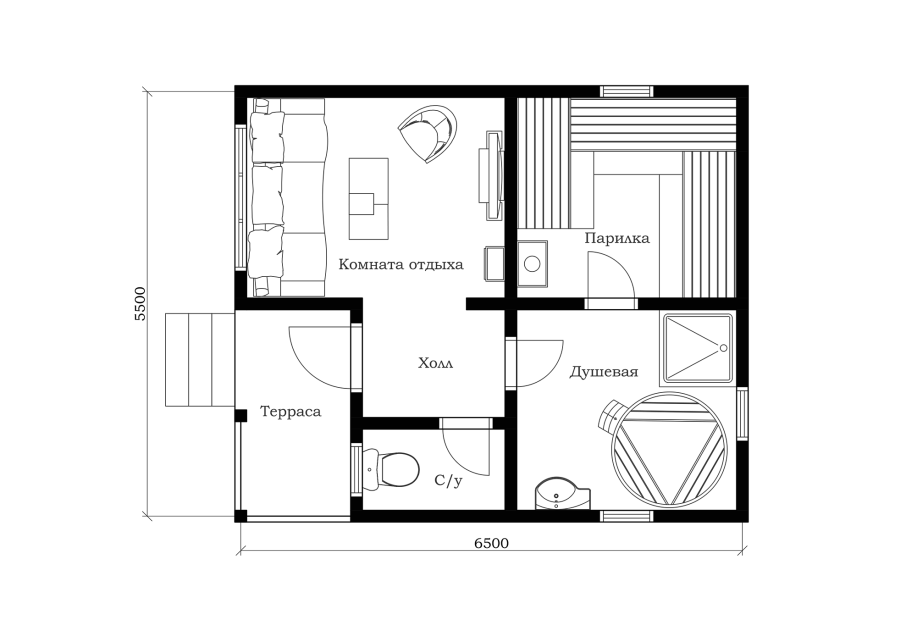 Парилка
Комната отдыха
5500
Холл
Душевая
Терраса
С/у
6500